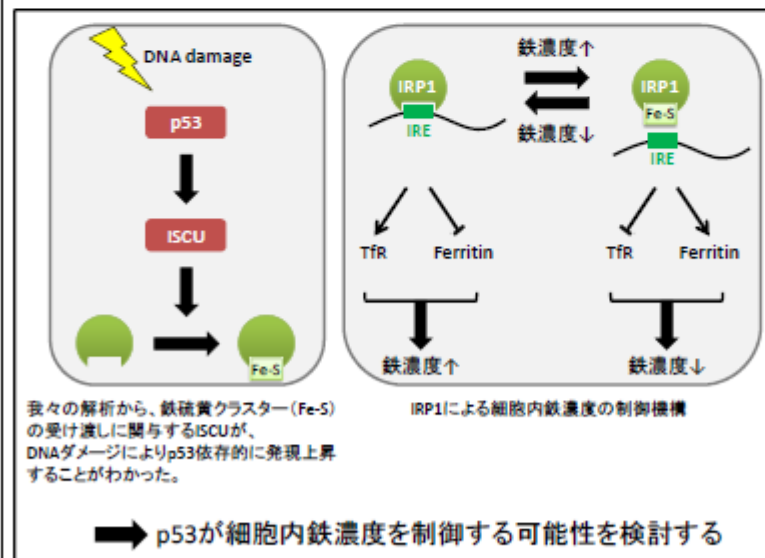 DNA damage
p53
ISCU
Fe-S
我々の解析から、鉄硫黄クラスター(Fe-S)
の受け渡しに関与するISCUが、
DNAダメージによりp53依存的に発現上昇
することがわかった。
鉄濃度↑
鉄濃度↓
IRP1
IRE
IRP1
Fe-S
IRE
TfR
Ferritin
TfR
Ferritin
鉄濃度↑
鉄濃度↓
IRP1による細胞内鉄濃度の制御機構
p53が細胞内鉄濃度を制御する可能性を検討する